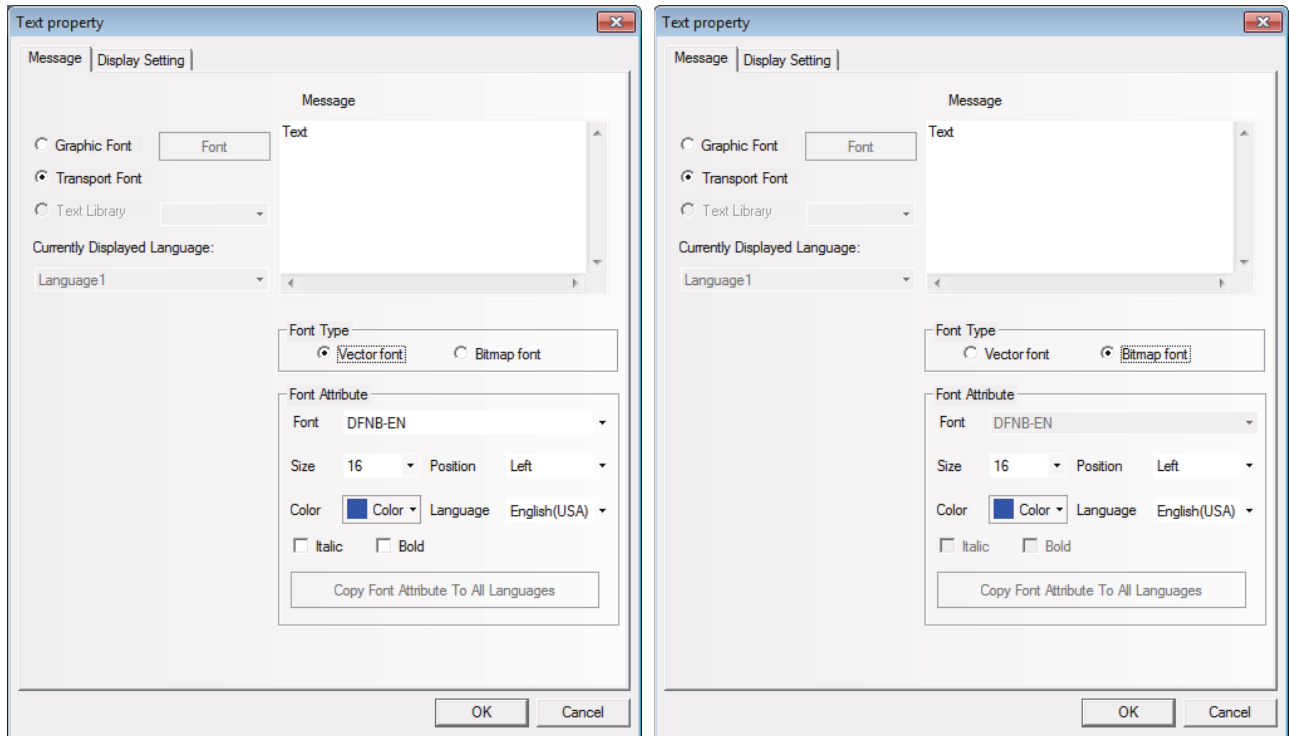 Text property
Message Display Setting
Message
Text
Graphic Font Font
Transport Font
Text Library
Currently Displayed Language:
Language1
Font Type
Vector font Bitmap font
Font Attribute
Font DFNB-EN
Size 16 Position Left
Color Color Language English(USA)
Italic Bold
Copy Font Attribute To All Languages
OK Cancel
Text property
Message Display Setting
Message
Text
Graphic Font Font
Transport Font
Text Library
Currently Displayed Language:
Language1
Font Type
Vector font Bitmap font
Font Attribute
Font DFNB-EN
Size 16 Position Left
Color Color Language English(USA)
Italic Bold
Copy Font Attribute To All Languages
OK Cancel